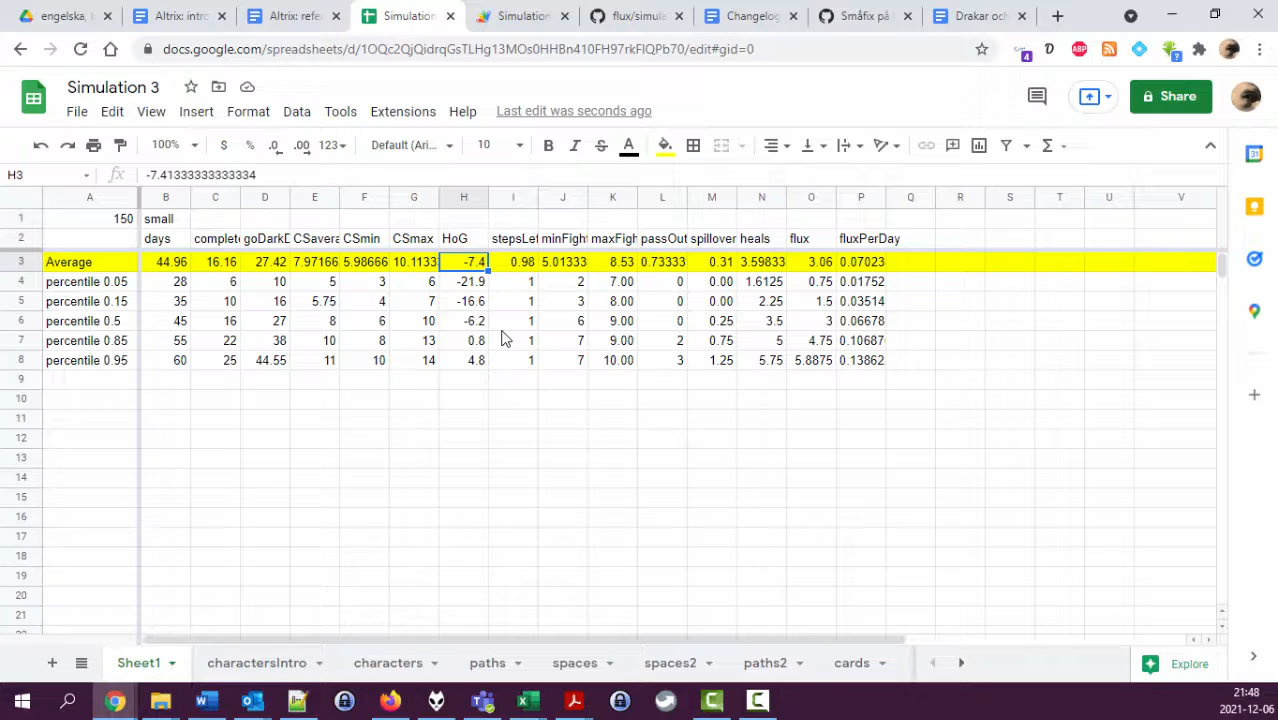 engelska,
Altrix: intro
Altrix: refe
Simulation
Simulation
flux/simule
Changelog
Småfix på
Drakar och
docs.google.com/spreadsheets/d/1OQc2QjQidrqGsTLHg13MOs0HHBn410FH97rkFlQPb70/edit#gid=0
Simulation 3
File Edit View Insert Format Data Tools Extensions Help Last edit was seconds ago
Share
100% $ % .0 .00 123 Default (Ari... 10 B I S A
H3 fx -7.41333333333334
A B C D E F G H I J K L M N O P Q R S T U V
1 150 small
2 days complete goDarkD CSavera CSmin CSmax HoG stepsLet minFight maxFigh passOut spillover heals flux fluxPerDay
3 Average 44.96 16.16 27.42 7.97166 5.98666 10.1133 -7.4 0.98 5.01333 8.53 0.73333 0.31 3.59833 3.06 0.07023
4 percentile 0.05 28 6 10 5 3 6 -21.9 1 2 7.00 0 0.00 1.6125 0.75 0.01752
5 percentile 0.15 35 10 16 5.75 4 7 -16.6 1 3 8.00 0 0.00 2.25 1.5 0.03514
6 percentile 0.5 45 16 27 8 6 10 -6.2 1 6 9.00 0 0.25 3.5 3 0.06678
7 percentile 0.85 55 22 38 10 8 13 0.8 1 7 9.00 2 0.75 5 4.75 0.10687
8 percentile 0.95 60 25 44.55 11 10 14 4.8 1 7 10.00 3 1.25 5.75 5.8875 0.13862
9
10
11
12
13
14
15
16
17
18
19
20
21
Sheet1 charactersIntro characters paths spaces spaces2 paths2 cards Explore
21:48
2021-12-06